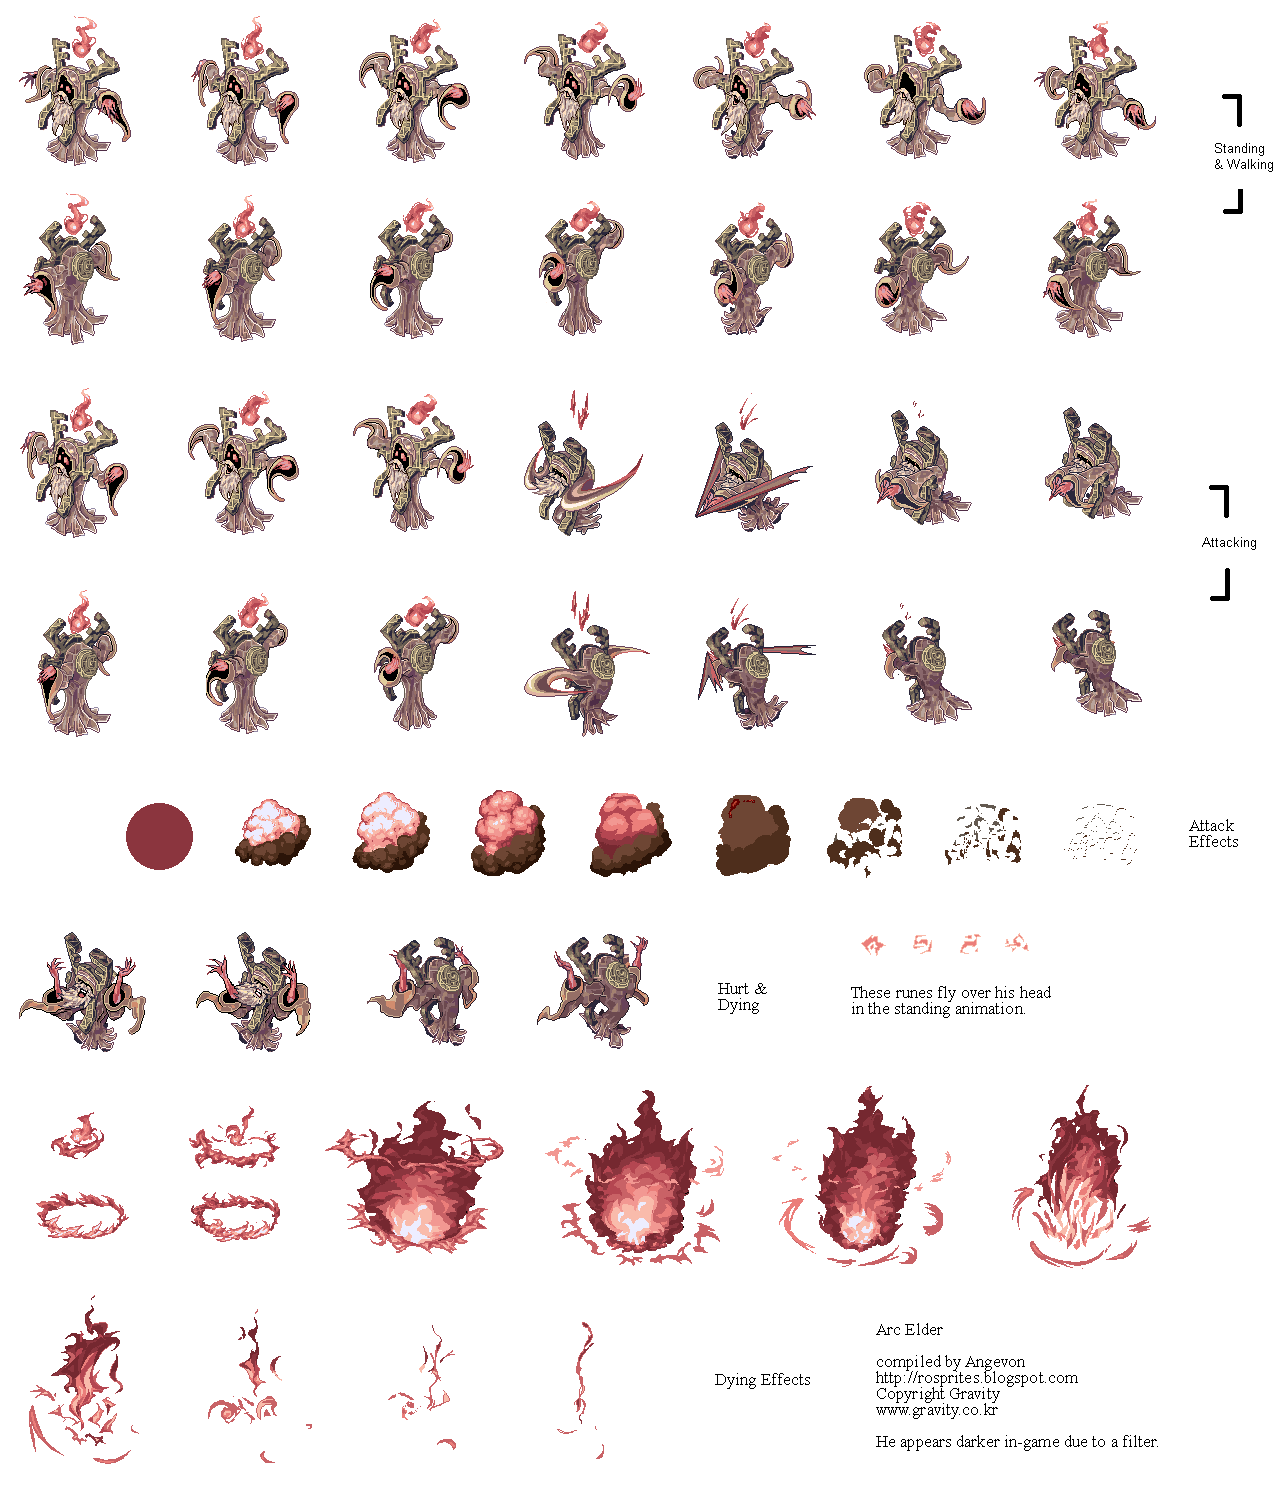 Standing
& Walking
Attacking
Attack
Effects
Hurt &
Dying
These runes fly over his head
in the standing animation.
Dying Effects
Arc Elder
compiled by Angevon
http://rosprites.blogspot.com
Copyright Gravity
www.gravity.co.kr
He appears darker in-game due to a filter.